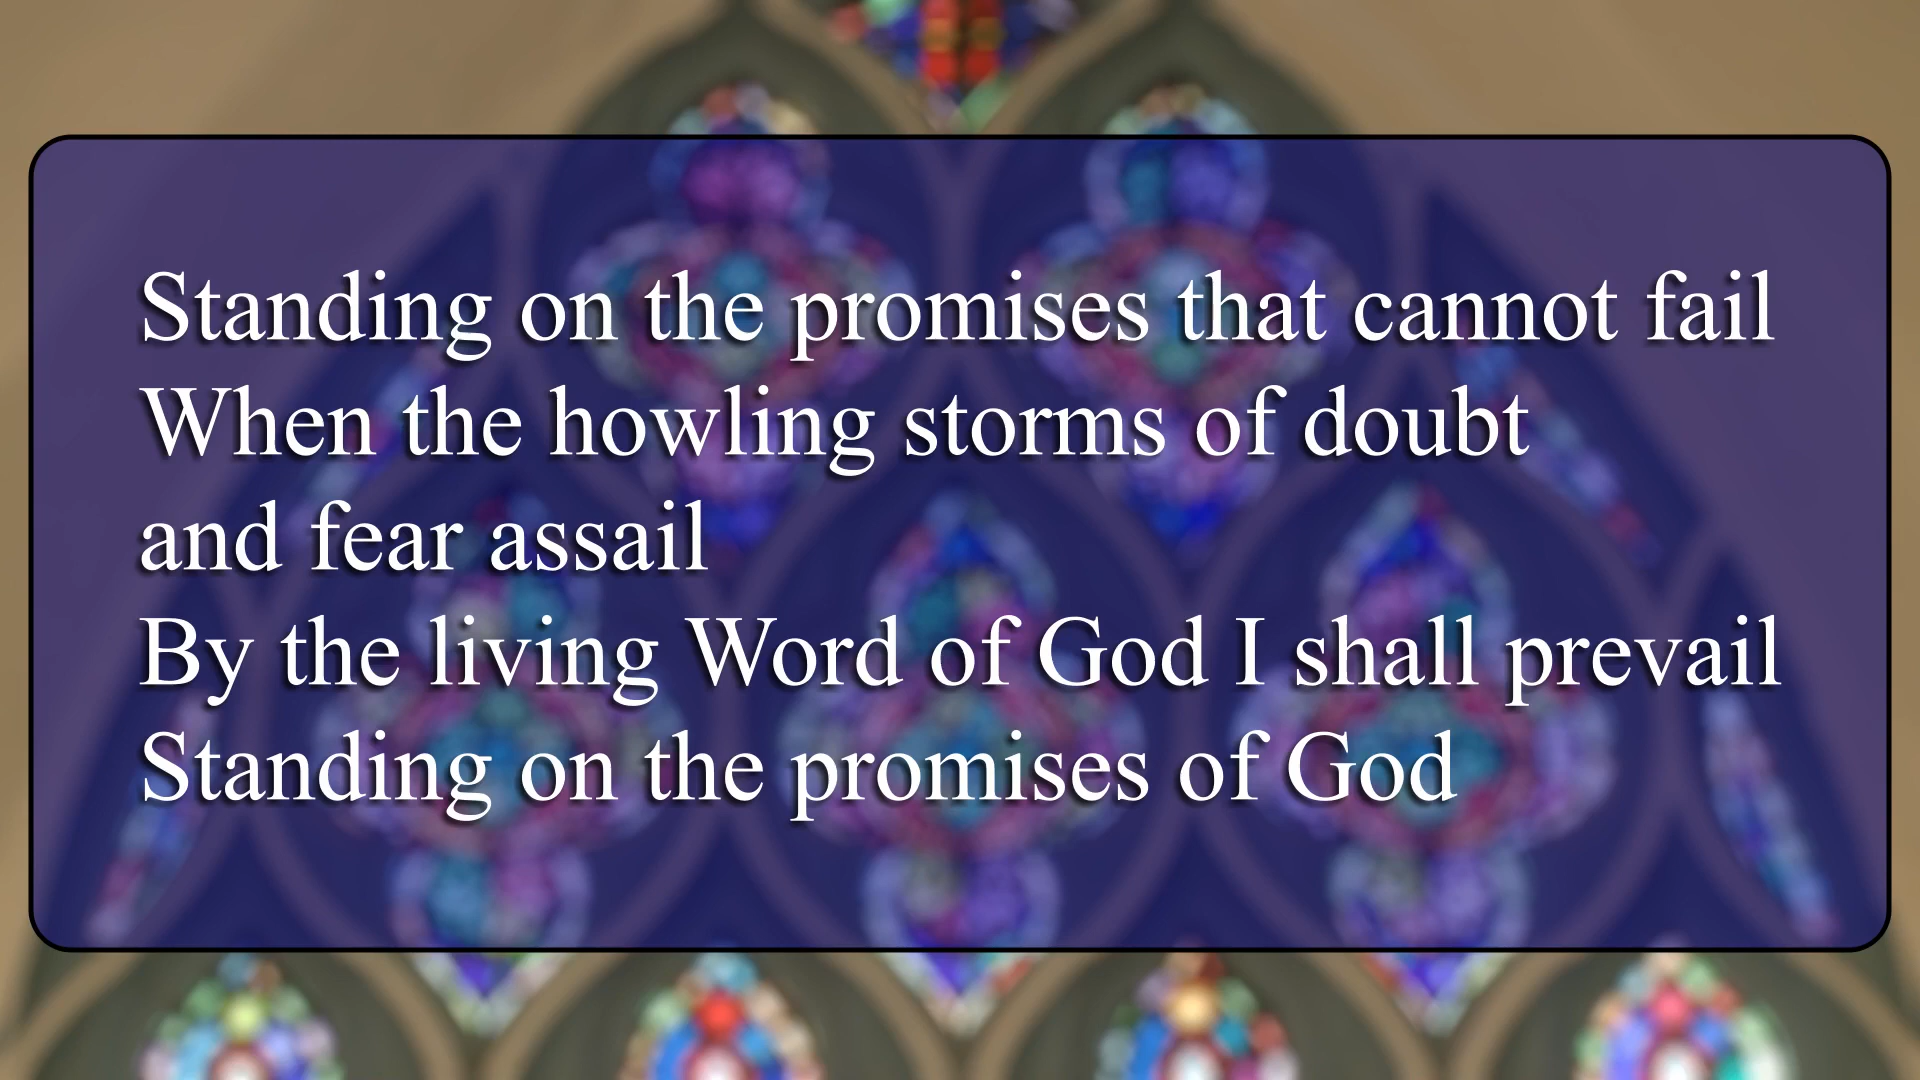 Standing on the promises that cannot fail
When the howling storms of doubt
and fear assail
By the living Word of God I shall prevail
Standing on the promises of God